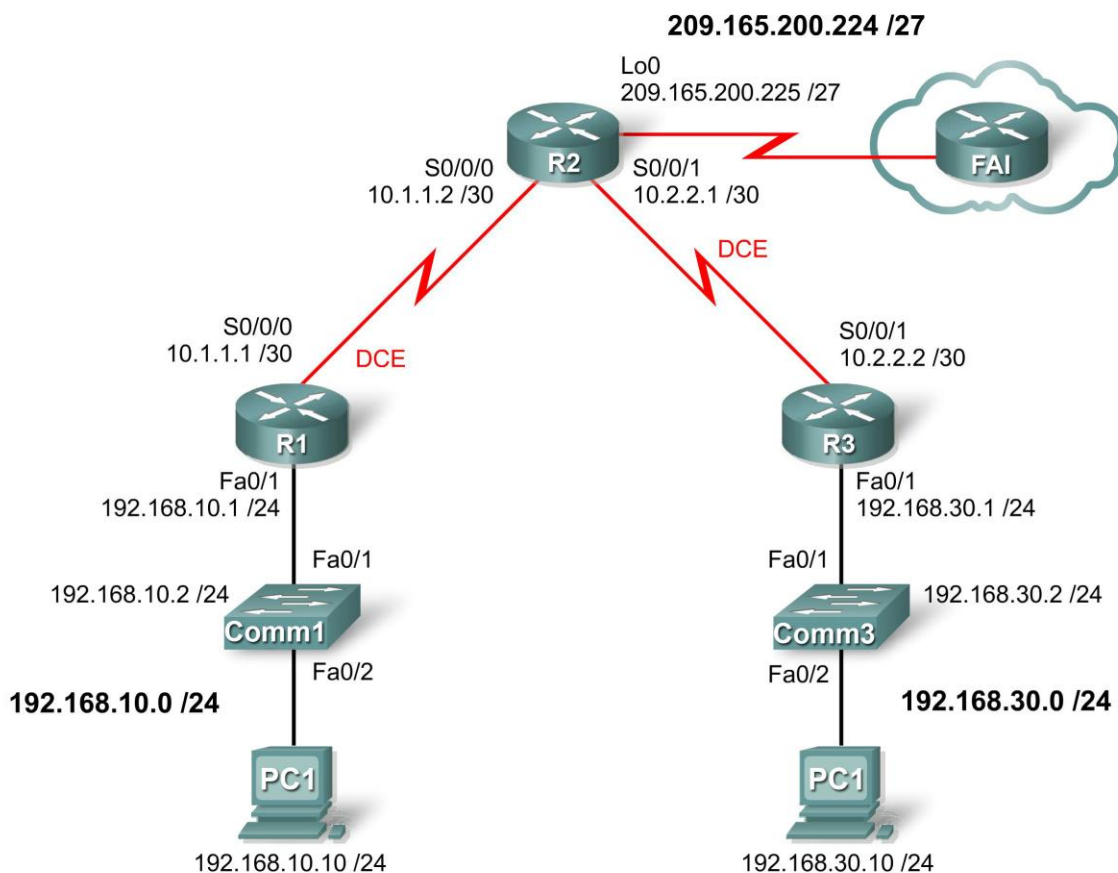 209.165.200.224 /27
Lo0
209.165.200.225 /27
R2
FAI
S0/0/0
10.1.1.2 /30
S0/0/1
10.2.2.1 /30
DCE
S0/0/0
10.1.1.1 /30
DCE
S0/0/1
10.2.2.2 /30
R1
R3
Fa0/1
192.168.10.1 /24
Fa0/1
192.168.30.1 /24
Fa0/1
Fa0/1
192.168.10.2 /24
192.168.30.2 /24
Comm1
Comm3
Fa0/2
Fa0/2
192.168.10.0 /24
192.168.30.0 /24
PC1
PC1
192.168.10.10 /24
192.168.30.10 /24